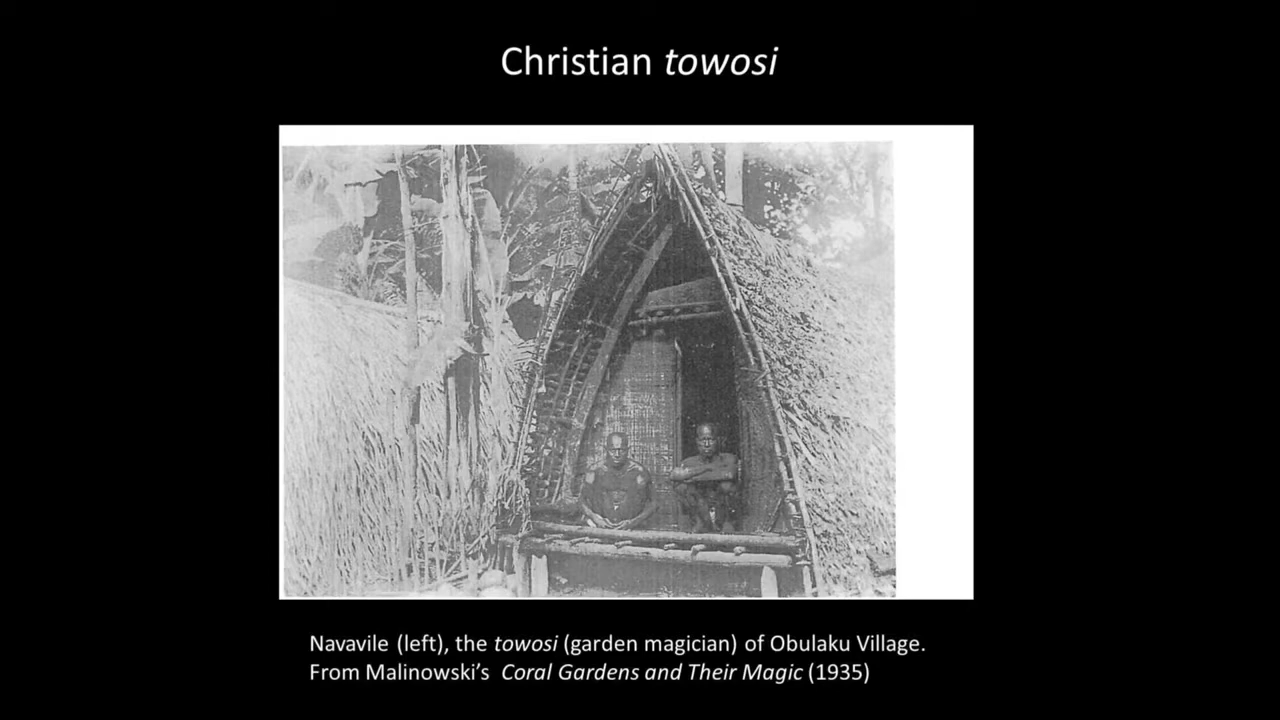 Christian towosi
Navavile (left), the towosi (garden magician) of Obulaku Village.
From Malinowski's Coral Gardens and Their Magic (1935)